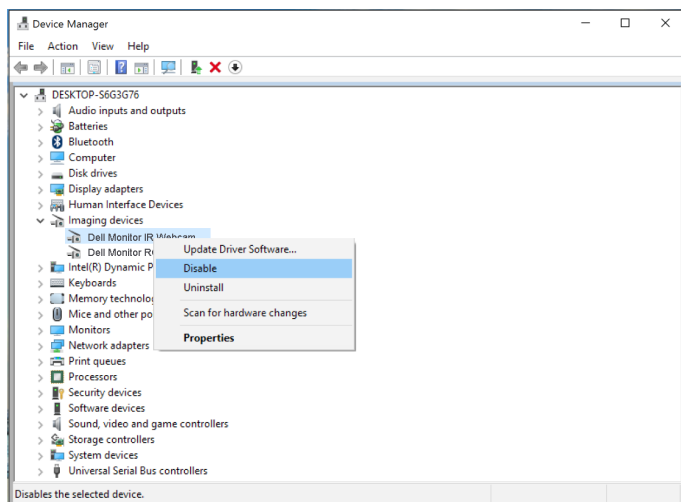 Device Manager
File Action View Help
DESKTOP-S6G3G76
Audio inputs and outputs
Batteries
Bluetooth
Computer
Disk drives
Display adapters
Human Interface Devices
Imaging devices
Dell Monitor IR Webcam
Dell Monitor
Update Driver Software...
Intel(R) Dynamic
Disable
Keyboards
Uninstall
Memory
Mice and other
Scan for hardware changes
Monitors
Properties
Network adapters
Print queues
Processors
Security devices
Software devices
Sound, video and game controllers
Storage controllers
System devices
Universal Serial Bus controllers
Disables the selected device.